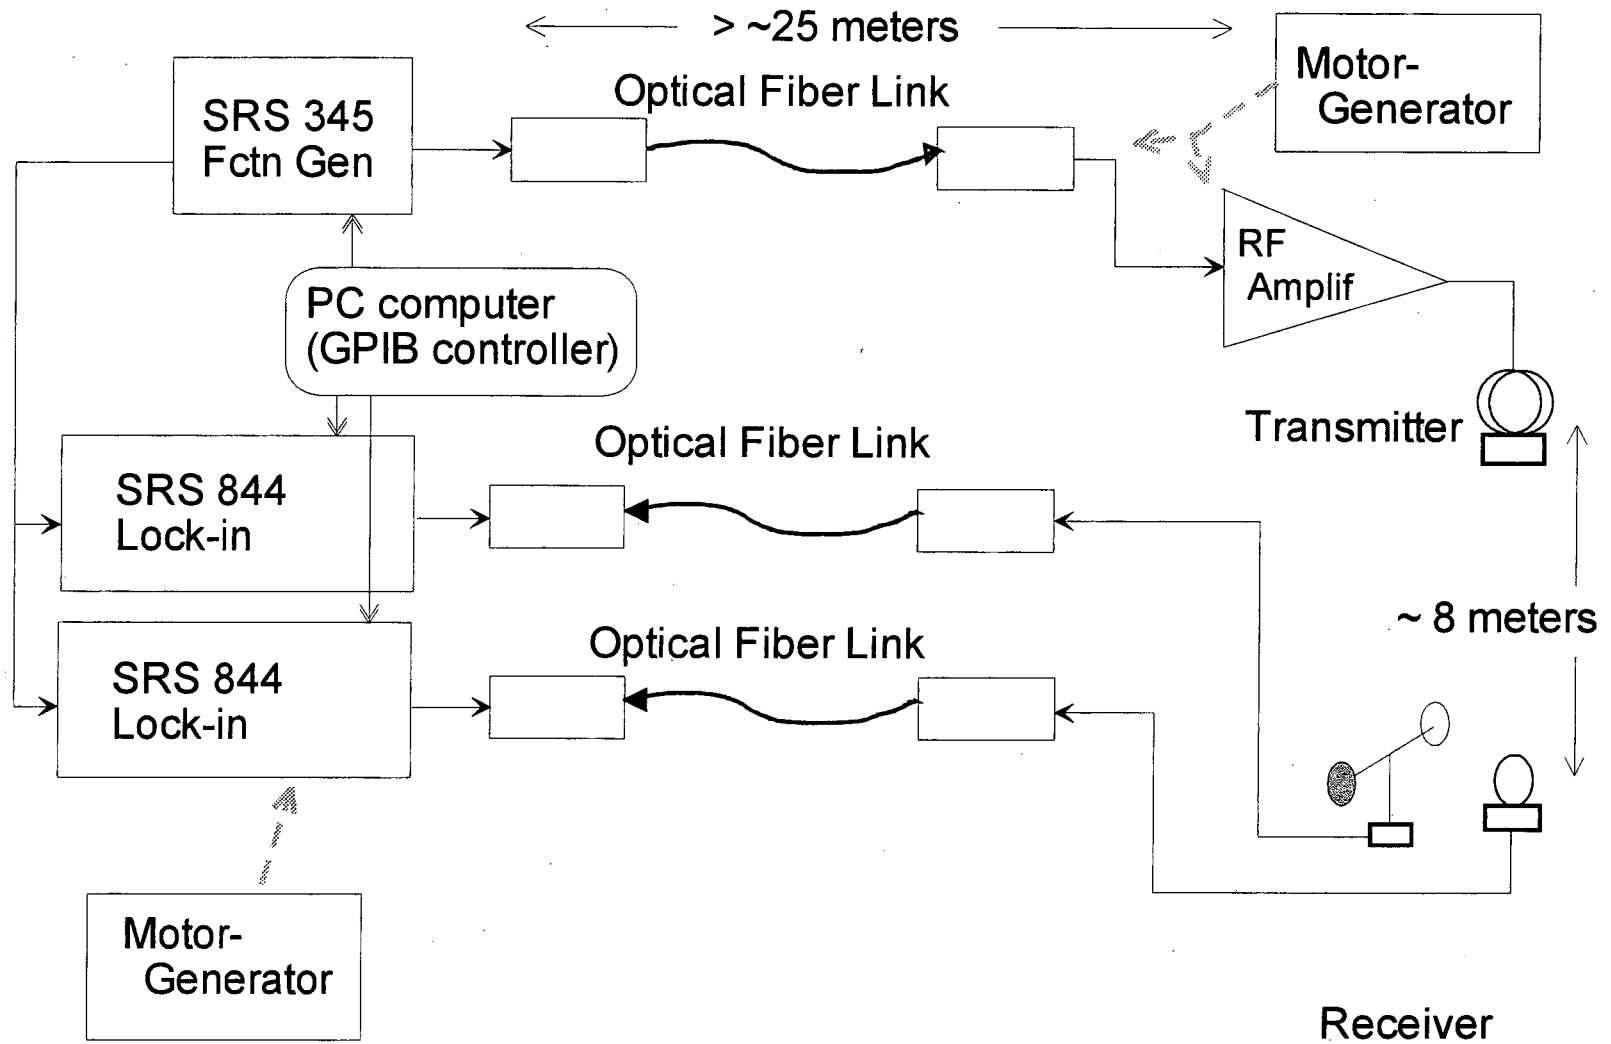 > ~25 meters
Motor-
Generator
Optical Fiber Link
SRS 345
Fctn Gen
RF
Amplif
PC computer
(GPIB controller)
Transmitter
Optical Fiber Link
SRS 844
Lock-in
~ 8 meters
Optical Fiber Link
SRS 844
Lock-in
Motor-
Generator
Receiver